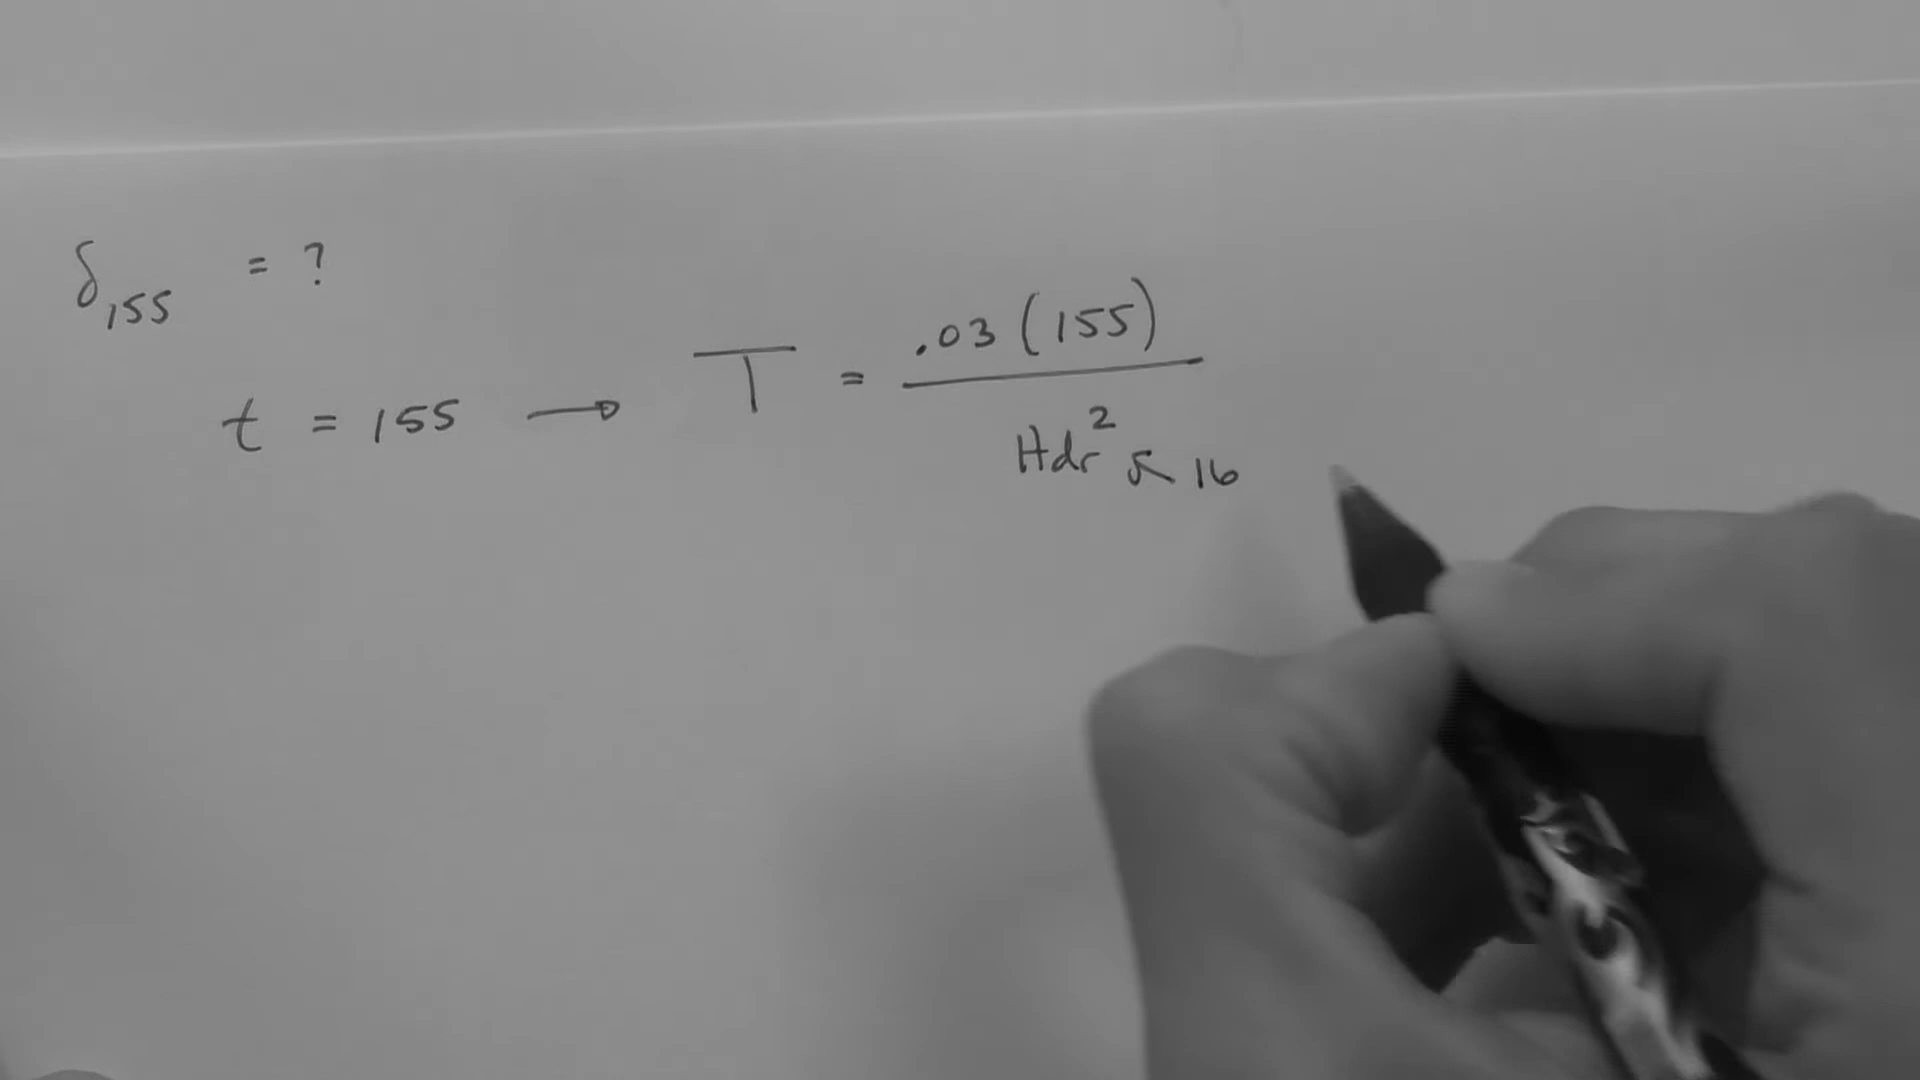 δ₁₅₅ = ?
t = 155 → T = .03 (155)
Hdr² ↖ 16